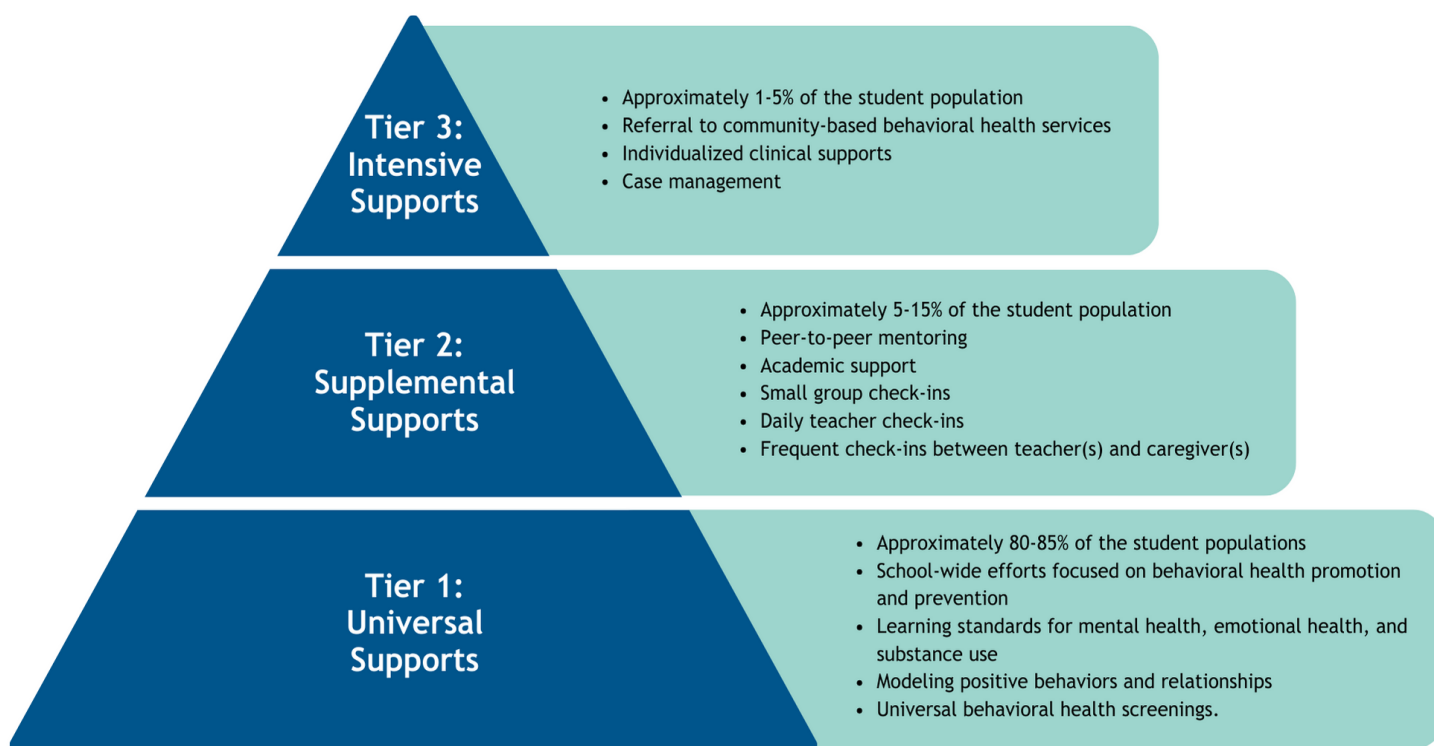 Tier 3:
Intensive
Supports
• Approximately 1-5% of the student population
• Referral to community-based behavioral health services
• Individualized clinical supports
• Case management
Tier 2:
Supplemental
Supports
• Approximately 5-15% of the student population
• Peer-to-peer mentoring
• Academic support
• Small group check-ins
• Daily teacher check-ins
• Frequent check-ins between teacher(s) and caregiver(s)
Tier 1:
Universal
Supports
• Approximately 80-85% of the student populations
• School-wide efforts focused on behavioral health promotion
and prevention
• Learning standards for mental health, emotional health, and
substance use
• Modeling positive behaviors and relationships
• Universal behavioral health screenings.